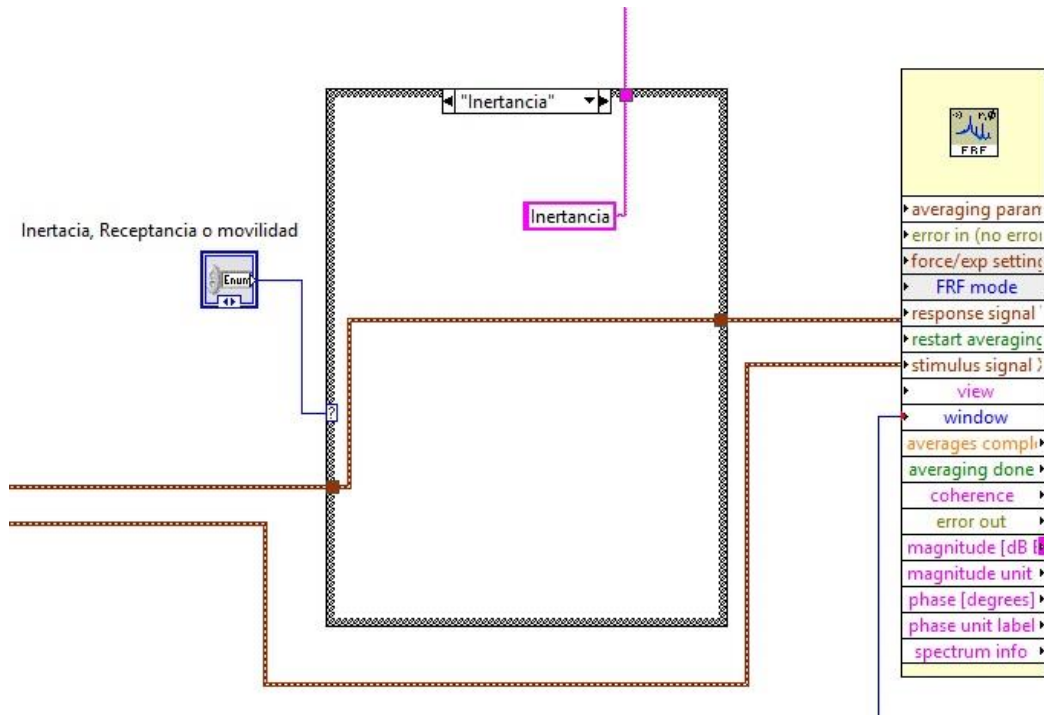 "Inertancia"
FRF
Inertancia
Inertacia, Receptancia o movilidad
Enum
?
averaging param
error in (no error
force/exp setting
FRF mode
response signal
restart averaging
stimulus signal
view
window
averages comple
averaging done
coherence
error out
magnitude [dB
magnitude unit
phase [degrees]
phase unit label
spectrum info